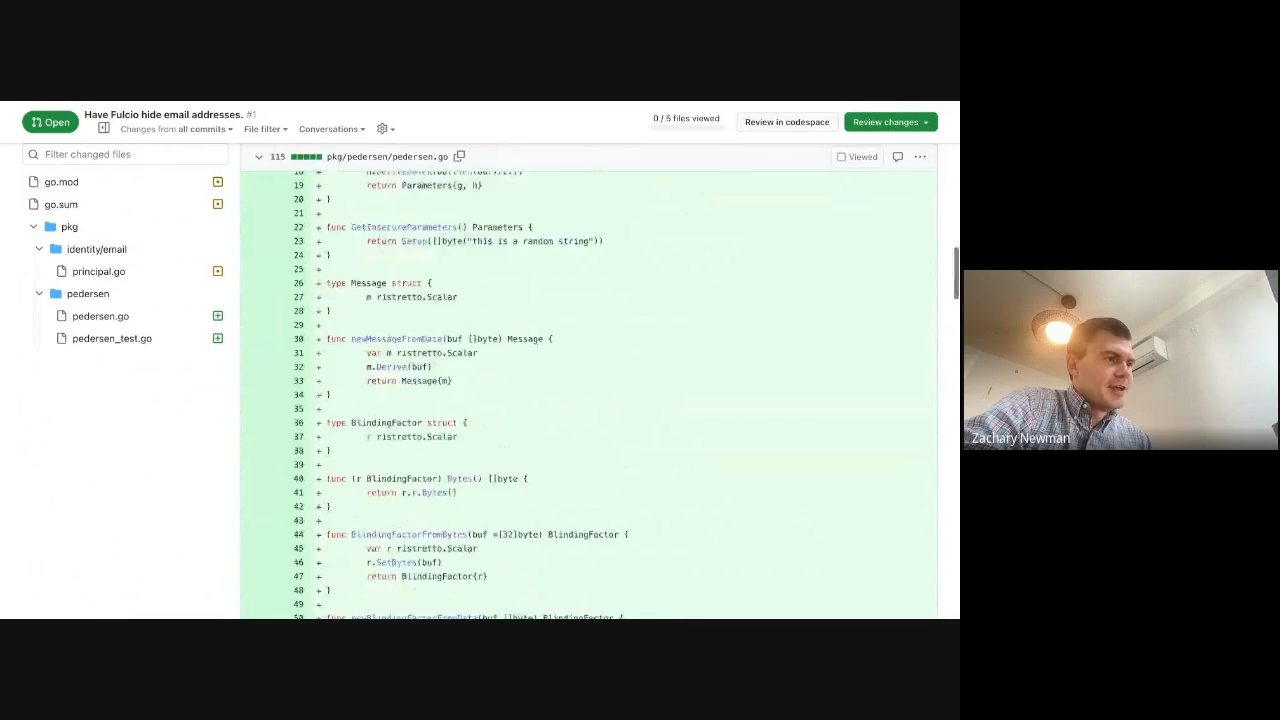 Open
Have Fulcio hide email addresses. #1
Changes from all commits
File filter
Conversations
0 / 5 files viewed
Review in codespace
Review changes
Filter changed files
go.mod
go.sum
pkg
identity/email
principal.go
pedersen
pedersen.go
pedersen_test.go
115 pkg/pedersen/pedersen.go
Viewed
19 + return Parameters{g, h}
20 + }
21 +
22 + func GetInsecureParameters() Parameters {
23 + return Setup([]byte("this is a random string"))
24 + }
25 +
26 + type Message struct {
27 + m ristretto.Scalar
28 + }
29 +
30 + func newMessageFromData(buf []byte) Message {
31 + var m ristretto.Scalar
32 + m.Derive(buf)
33 + return Message{m}
34 + }
35 +
36 + type BlindingFactor struct {
37 + r ristretto.Scalar
38 + }
39 +
40 + func (r BlindingFactor) Bytes() []byte {
41 + return r.r.Bytes()
42 + }
43 +
44 + func BlindingFactorFromBytes(buf *[32]byte) BlindingFactor {
45 + var r ristretto.Scalar
46 + r.SetBytes(buf)
47 + return BlindingFactor{r}
48 + }
49 +
50 + func newBlindingFactorFromData(buf []byte) BlindingFactor {
Zachary Newman